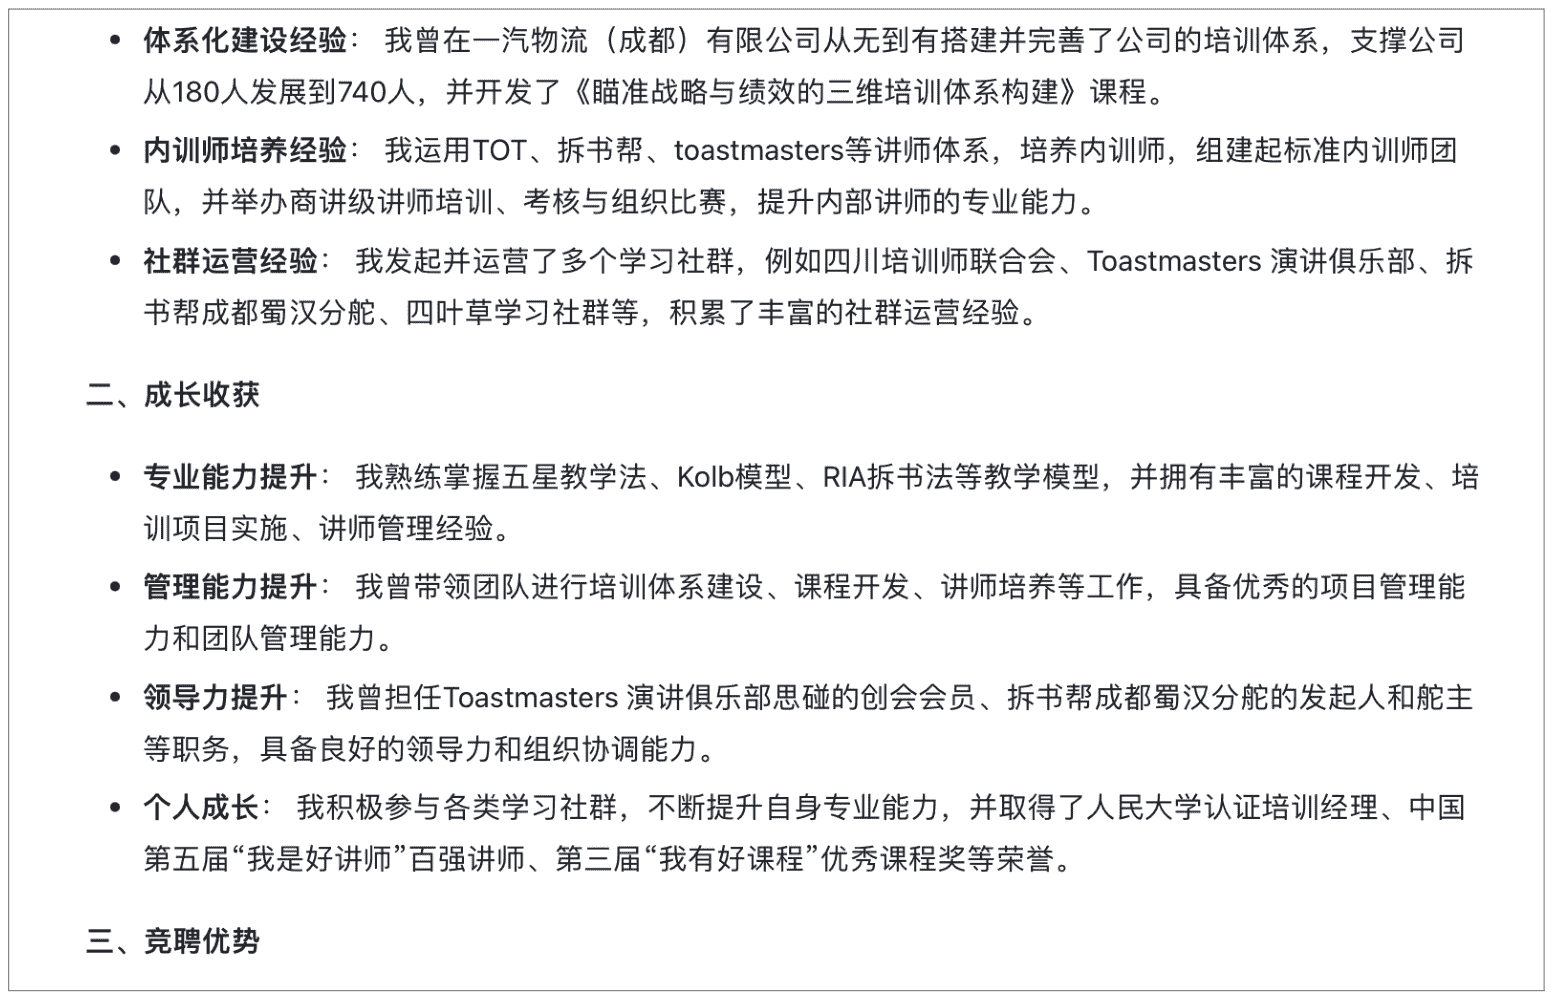 • 体系化建设经验： 我曾在一汽物流（成都）有限公司从无到有搭建并完善了公司的培训体系，支撑公司
从180人发展到740人，并开发了《瞄准战略与绩效的三维培训体系构建》课程。
• 内训师培养经验： 我运用TOT、拆书帮、toastmasters等讲师体系，培养内训师，组建起标准内训师团
队，并举办商讲级讲师培训、考核与组织比赛，提升内部讲师的专业能力。
• 社群运营经验： 我发起并运营了多个学习社群，例如四川培训师联合会、Toastmasters 演讲俱乐部、拆
书帮成都蜀汉分舵、四叶草学习社群等，积累了丰富的社群运营经验。
二、成长收获
• 专业能力提升： 我熟练掌握五星教学法、Kolb模型、RIA拆书法等教学模型，并拥有丰富的课程开发、培
训项目实施、讲师管理经验。
• 管理能力提升： 我曾带领团队进行培训体系建设、课程开发、讲师培养等工作，具备优秀的项目管理能
力和团队管理能力。
• 领导力提升： 我曾担任Toastmasters 演讲俱乐部思碰的创会会员、拆书帮成都蜀汉分舵的发起人和舵主
等职务，具备良好的领导力和组织协调能力。
• 个人成长： 我积极参与各类学习社群，不断提升自身专业能力，并取得了人民大学认证培训经理、中国
第五届“我是好讲师”百强讲师、第三届“我有好课程”优秀课程奖等荣誉。
三、竞聘优势